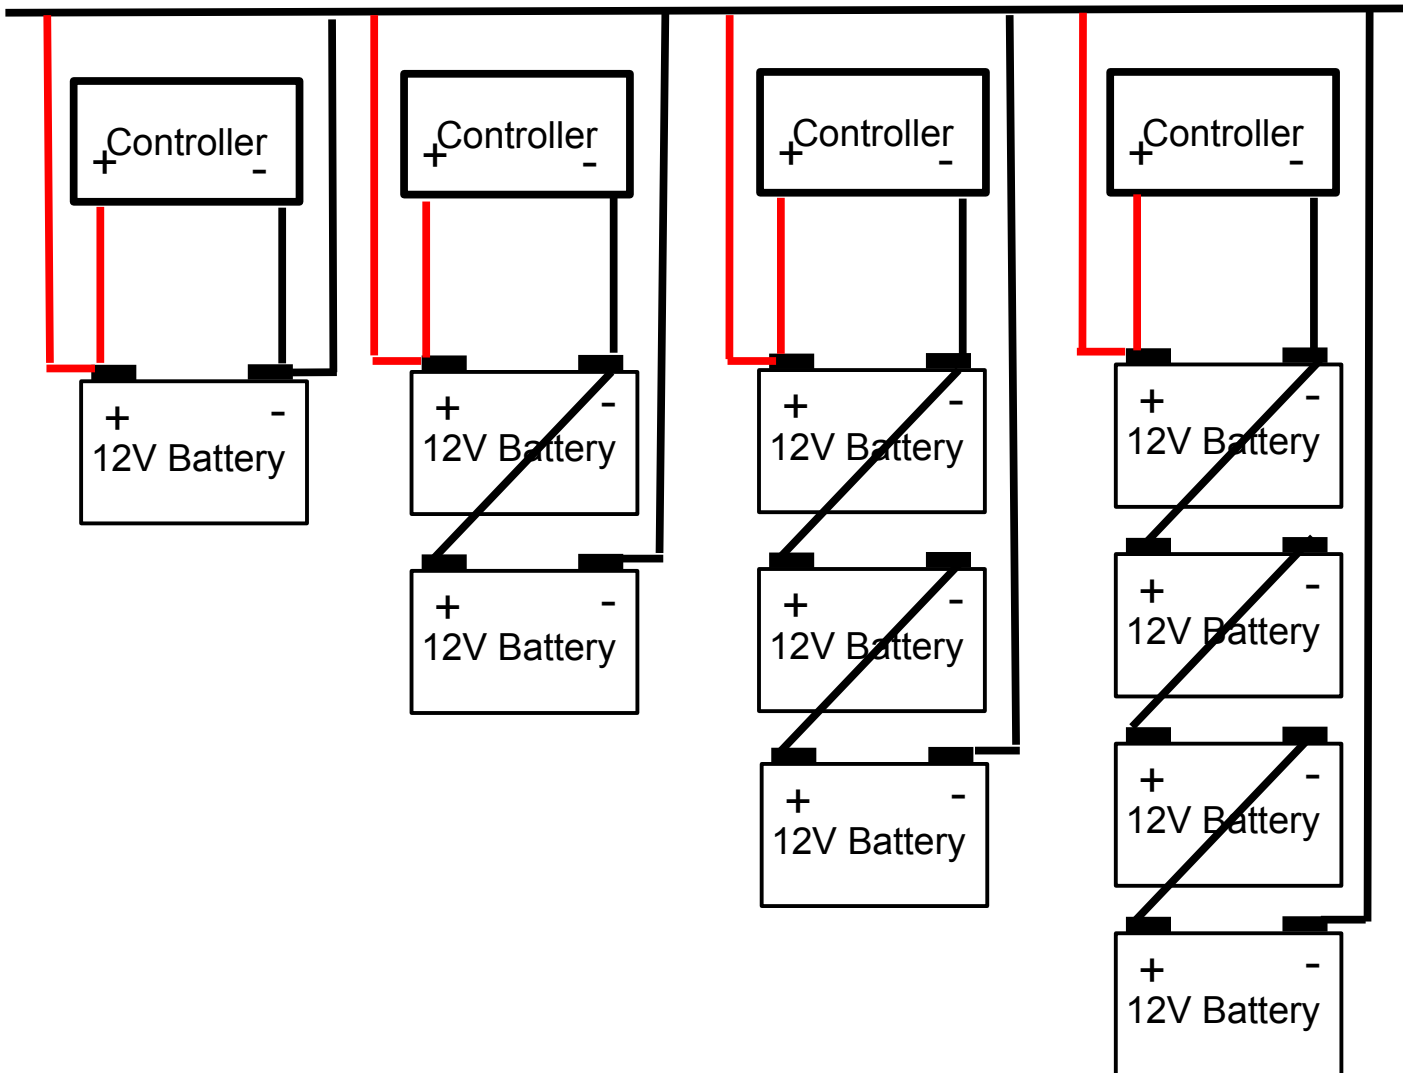 Controller
+ -
Controller
+ -
Controller
+ -
Controller
+ -
+ -
12V Battery
+ -
12V Battery
+ -
12V Battery
+ -
12V Battery
+ -
12V Battery
+ -
12V Battery
+ -
12V Battery
+ -
12V Battery
+ -
12V Battery
+ -
12V Battery